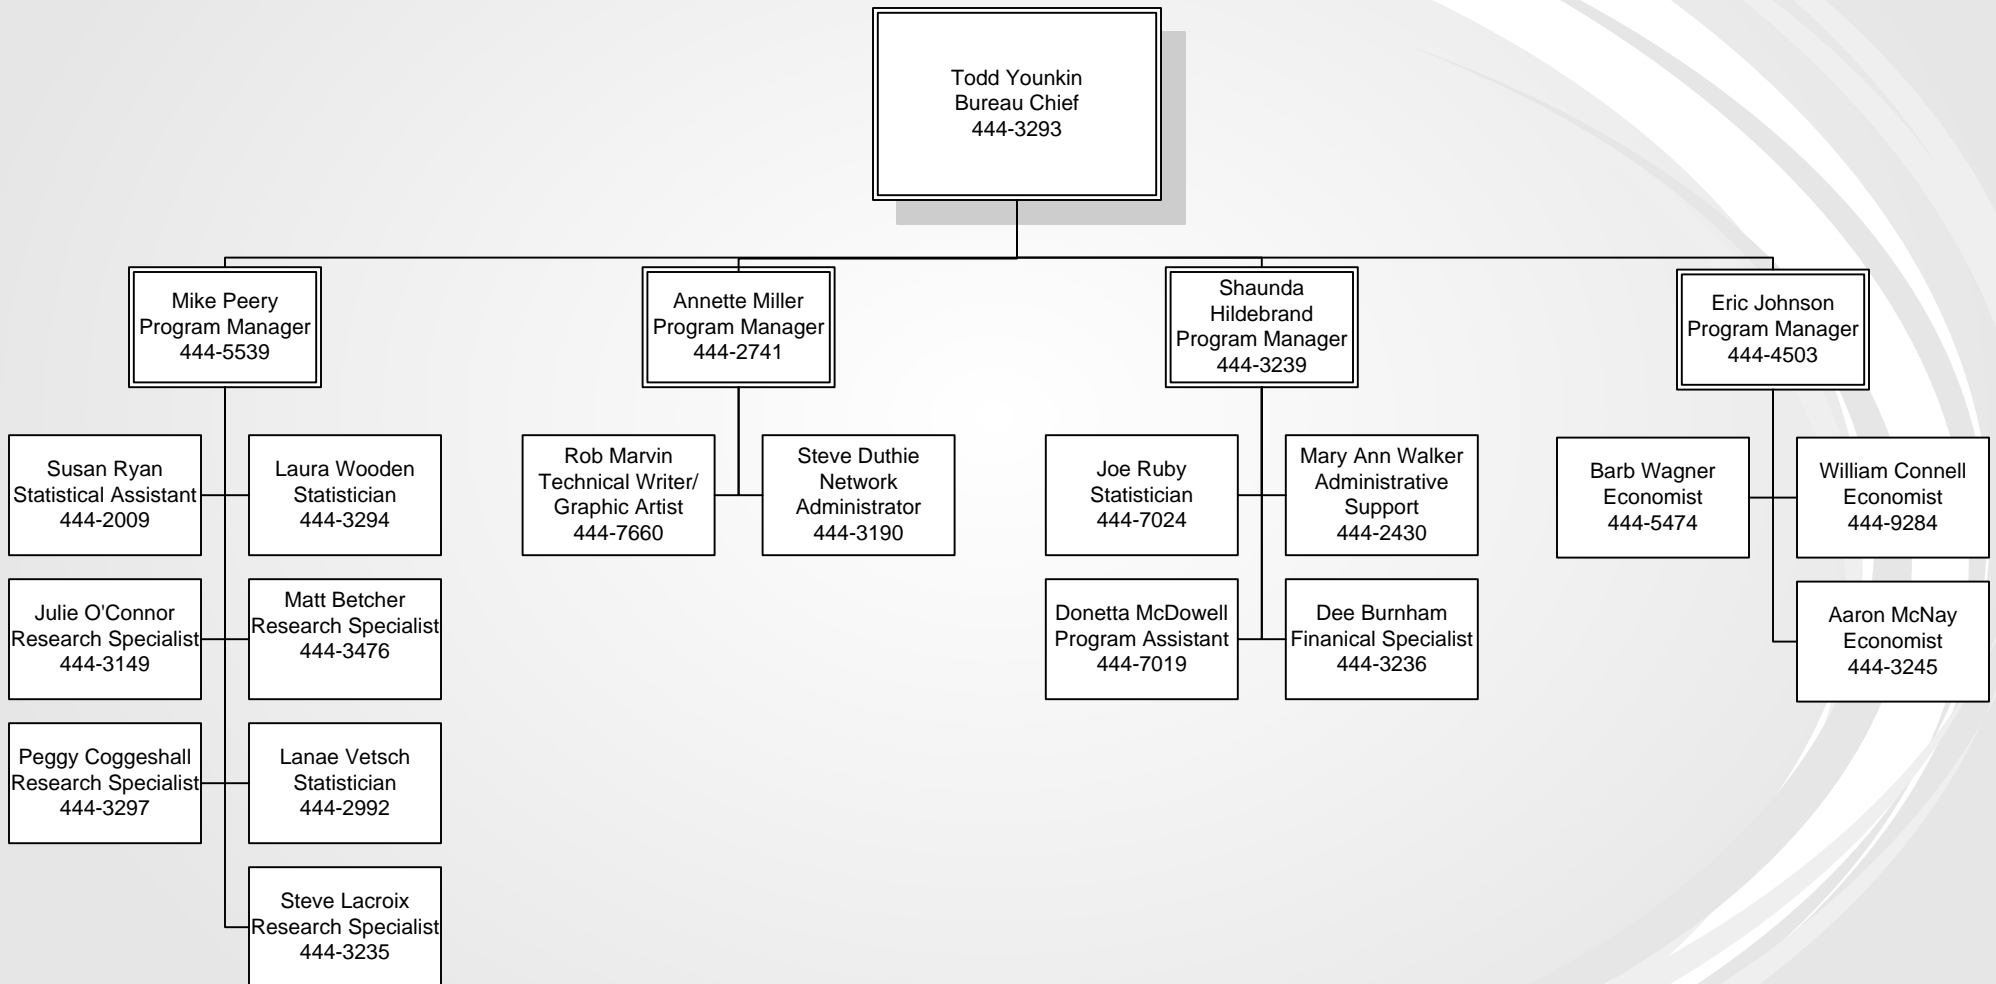 Todd Younkin
Bureau Chief
444-3293
Mike Peery
Program Manager
444-5539
Annette Miller
Program Manager
444-2741
Shaunda
Hildebrand
Program Manager
444-3239
Eric Johnson
Program Manager
444-4503
Susan Ryan
Statistical Assistant
444-2009
Laura Wooden
Statistician
444-3294
Rob Marvin
Technical Writer/
Graphic Artist
444-7660
Steve Duthie
Network
Administrator
444-3190
Joe Ruby
Statistician
444-7024
Mary Ann Walker
Administrative
Support
444-2430
Barb Wagner
Economist
444-5474
William Connell
Economist
444-9284
Julie O'Connor
Research Specialist
444-3149
Matt Betcher
Research Specialist
444-3476
Donetta McDowell
Program Assistant
444-7019
Dee Burnham
Finanical Specialist
444-3236
Aaron McNay
Economist
444-3245
Peggy Coggeshall
Research Specialist
444-3297
Lanae Vetsch
Statistician
444-2992
Steve Lacroix
Research Specialist
444-3235